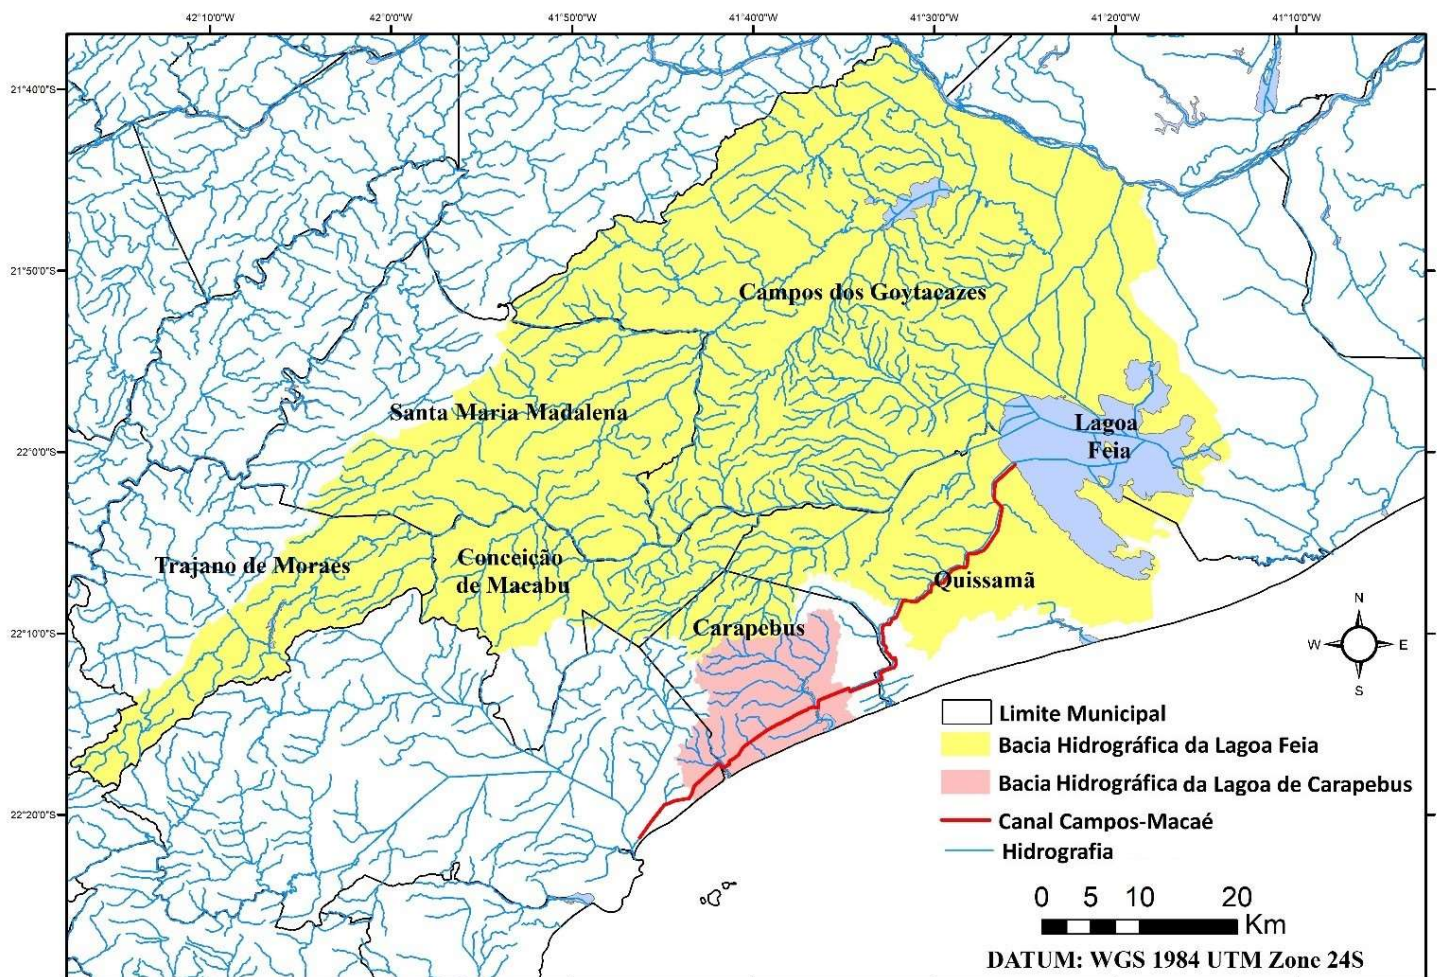 42°10'0"W 42°0'0"W 41°50'0"W 41°40'0"W 41°30'0"W 41°20'0"W 41°10'0"W
21°40'0"S
21°50'0"S
Campos dos Goytacazes
Santa Maria Madalena
Lagoa
Feia
22°0'0"S
Trajano de Moraes
Conceição
de Macabu
Quissamã
Carapebus
22°10'0"S
N
W E
S
Limite Municipal
Bacia Hidrográfica da Lagoa Feia
Bacia Hidrográfica da Lagoa de Carapebus
22°20'0"S
Canal Campos-Macaé
Hidrografia
0 5 10 20
Km
DATUM: WGS 1984 UTM Zone 24S